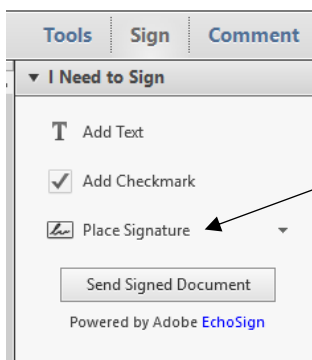 Tools Sign Comment
I Need to Sign
T Add Text
Add Checkmark
Place Signature
Send Signed Document
Powered by Adobe EchoSign